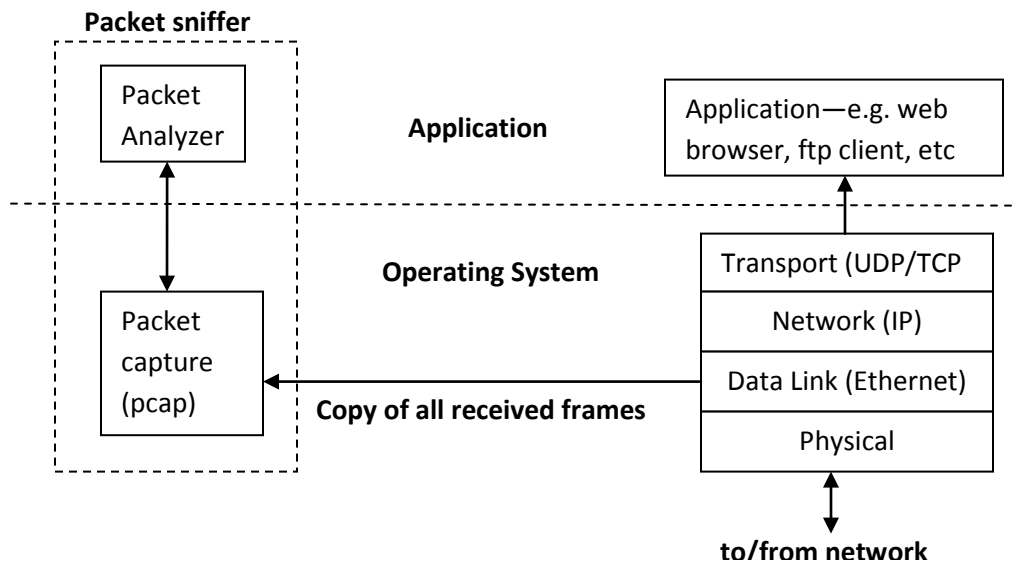 Packet sniffer
Packet
Analyzer
Application
Application—e.g. web
browser, ftp client, etc
Operating System
Transport (UDP/TCP
Network (IP)
Packet
capture
(pcap)
Data Link (Ethernet)
Copy of all received frames
Physical
to/from network